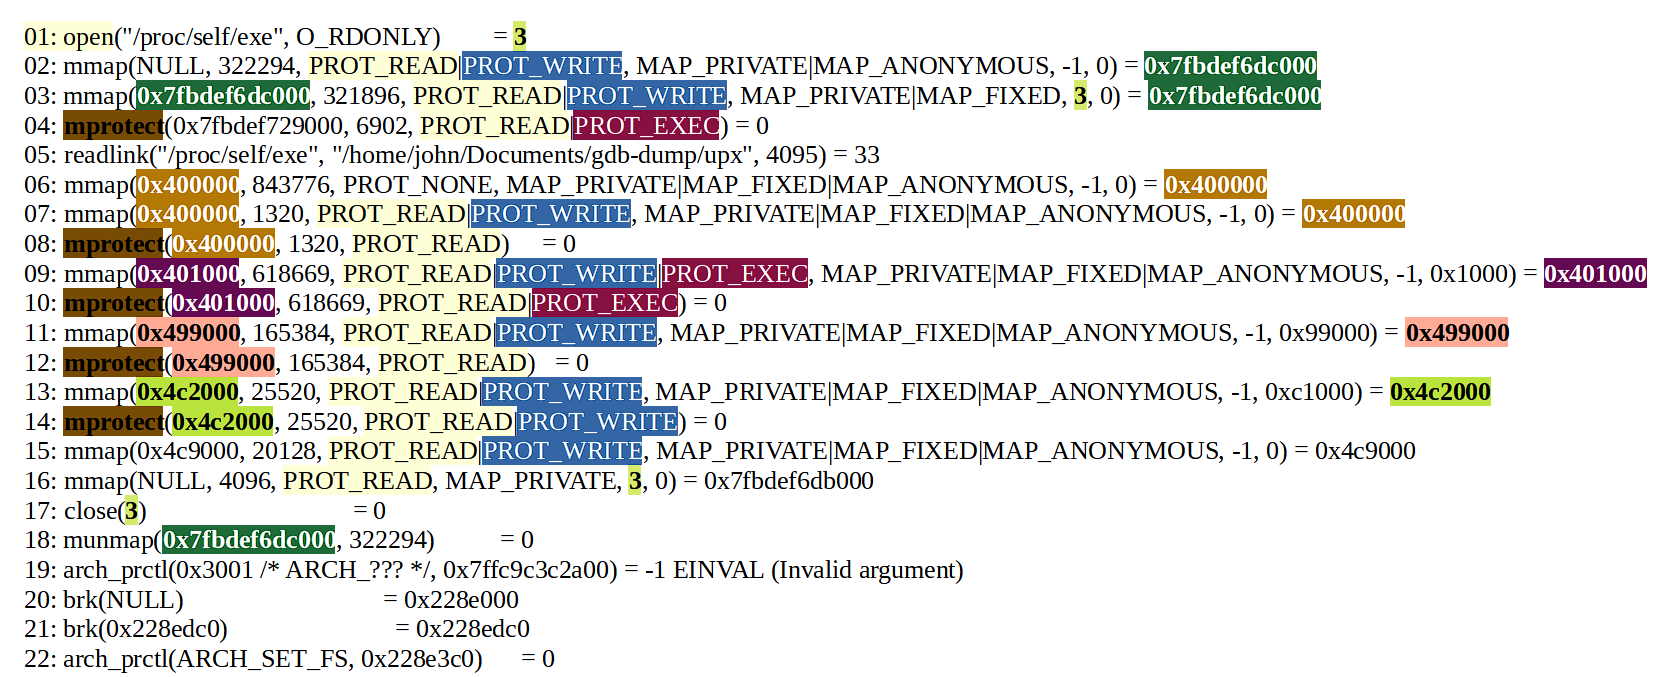 01: open("/proc/self/exe", O_RDONLY) = 3
02: mmap(NULL, 322294, PROT_READ|PROT_WRITE, MAP_PRIVATE|MAP_ANONYMOUS, -1, 0) = 0x7fbdef6dc000
03: mmap(0x7fbdef6dc000, 321896, PROT_READ|PROT_WRITE, MAP_PRIVATE|MAP_FIXED, 3, 0) = 0x7fbdef6dc000
04: mprotect(0x7fbdef729000, 6902, PROT_READ|PROT_EXEC) = 0
05: readlink("/proc/self/exe", "/home/john/Documents/gdb-dump/upx", 4095) = 33
06: mmap(0x400000, 843776, PROT_NONE, MAP_PRIVATE|MAP_FIXED|MAP_ANONYMOUS, -1, 0) = 0x400000
07: mmap(0x400000, 1320, PROT_READ|PROT_WRITE, MAP_PRIVATE|MAP_FIXED|MAP_ANONYMOUS, -1, 0) = 0x400000
08: mprotect(0x400000, 1320, PROT_READ) = 0
09: mmap(0x401000, 618669, PROT_READ|PROT_WRITE|PROT_EXEC, MAP_PRIVATE|MAP_FIXED|MAP_ANONYMOUS, -1, 0x1000) = 0x401000
10: mprotect(0x401000, 618669, PROT_READ|PROT_EXEC) = 0
11: mmap(0x499000, 165384, PROT_READ|PROT_WRITE, MAP_PRIVATE|MAP_FIXED|MAP_ANONYMOUS, -1, 0x99000) = 0x499000
12: mprotect(0x499000, 165384, PROT_READ) = 0
13: mmap(0x4c2000, 25520, PROT_READ|PROT_WRITE, MAP_PRIVATE|MAP_FIXED|MAP_ANONYMOUS, -1, 0xc1000) = 0x4c2000
14: mprotect(0x4c2000, 25520, PROT_READ|PROT_WRITE) = 0
15: mmap(0x4c9000, 20128, PROT_READ|PROT_WRITE, MAP_PRIVATE|MAP_FIXED|MAP_ANONYMOUS, -1, 0) = 0x4c9000
16: mmap(NULL, 4096, PROT_READ, MAP_PRIVATE, 3, 0) = 0x7fbdef6db000
17: close(3) = 0
18: munmap(0x7fbdef6dc000, 322294) = 0
19: arch_prctl(0x3001 /* ARCH_??? */, 0x7ffc9c3c2a00) = -1 EINVAL (Invalid argument)
20: brk(NULL) = 0x228e000
21: brk(0x228edc0) = 0x228edc0
22: arch_prctl(ARCH_SET_FS, 0x228e3c0) = 0